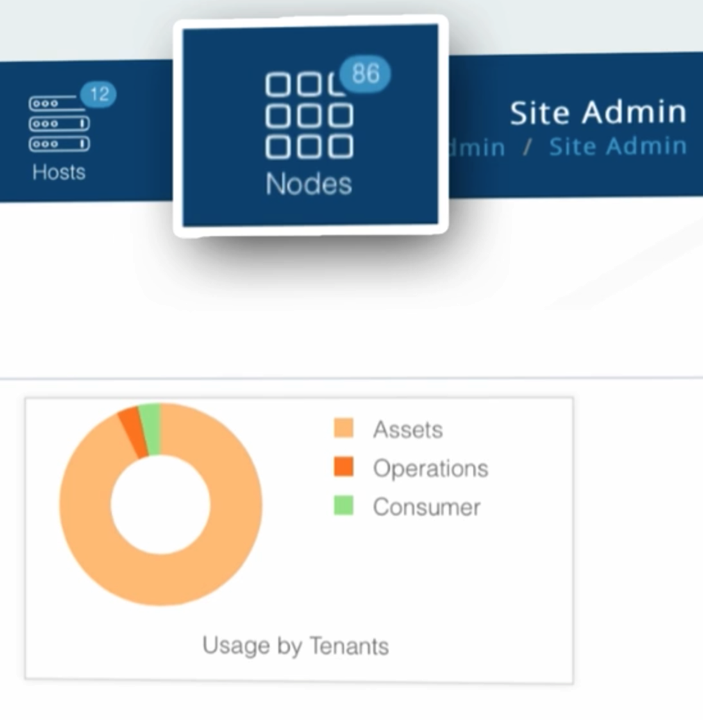 12
Hosts
86
Nodes
Site Admin
/ Site Admin
Assets
Operations
Consumer
Usage by Tenants